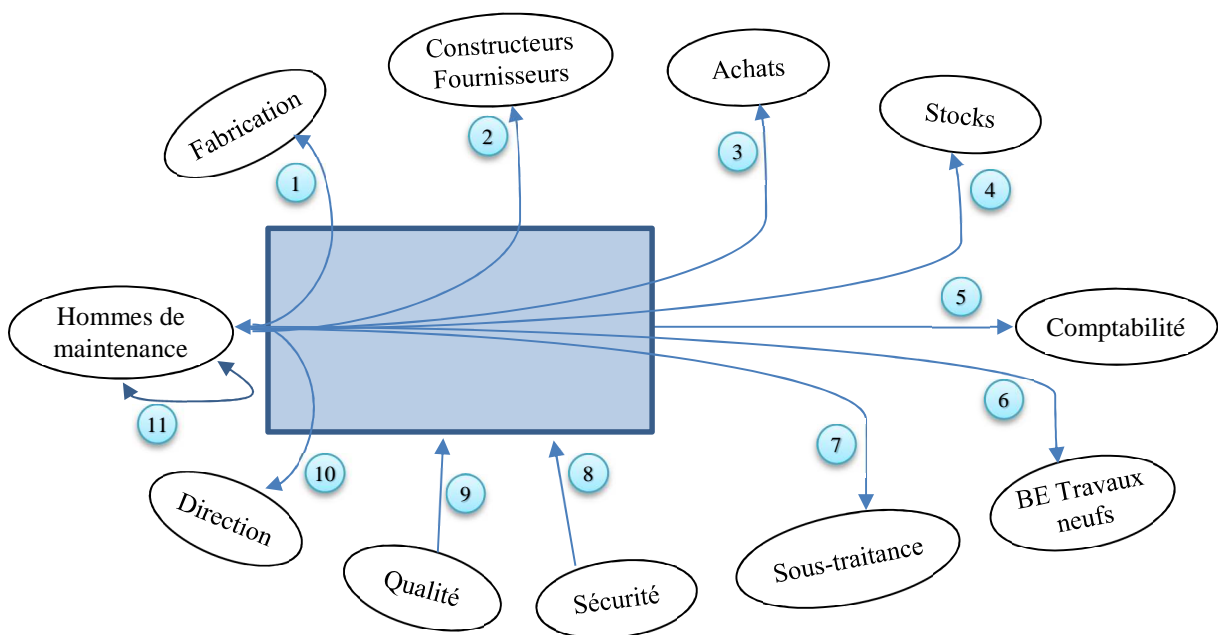 Constructeurs
Fournisseurs
Achats
Stocks
Fabrication
1
2
3
4
Hommes de
maintenance
5
Comptabilité
6
11
10
9
8
7
Direction
Qualité
Sécurité
Sous-traitance
BE Travaux
neufs